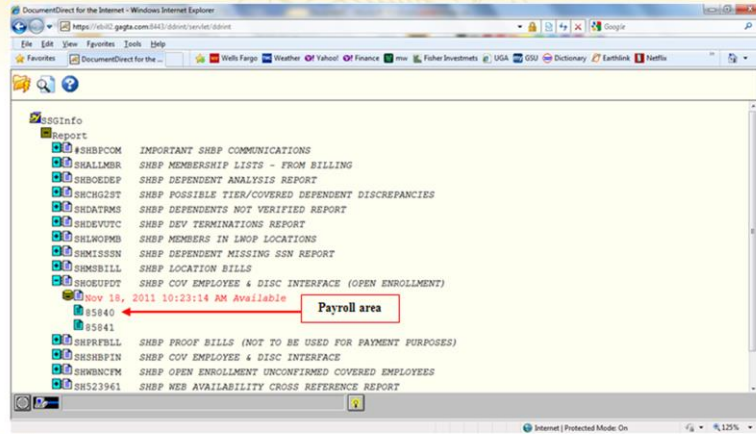 DocumentDirect for the Internet - Windows Internet Explorer
https://ebill2.gagta.com:8443/ddrint/servlet/ddrint
Google
File Edit View Favorites Tools Help
Favorites DocumentDirect for the ... Wells Fargo Weather Yahoo! Finance mw Fisher Investments UGA GSU Dictionary Earthlink Netflix
SSGInfo
Report
#SHBPCOM IMPORTANT SHBP COMMUNICATIONS
SHALLMBR SHBP MEMBERSHIP LISTS - FROM BILLING
SHBOEDEP SHBP DEPENDENT ANALYSIS REPORT
SHCHG2ST SHBP POSSIBLE TIER/COVERED DEPENDENT DISCREPANCIES
SHDATRMS SHBP DEPENDENTS NOT VERIFIED REPORT
SHDEVUTC SHBP DEV TERMINATIONS REPORT
SHLWOPMB SHBP MEMBERS IN LWOP LOCATIONS
SHMISSSN SHBP DEPENDENT MISSING SSN REPORT
SHMSBILL SHBP LOCATION BILLS
SHOEUPDT SHBP COV EMPLOYEE & DISC INTERFACE (OPEN ENROLLMENT)
Nov 18, 2011 10:23:14 AM Available
85840 Payroll area
85841
SHPRFBLL SHBP PROOF BILLS (NOT TO BE USED FOR PAYMENT PURPOSES)
SHSHBPIN SHBP COV EMPLOYEE & DISC INTERFACE
SHWBNCFM SHBP OPEN ENROLLMENT UNCONFIRMED COVERED EMPLOYEES
SH523961 SHBP WEB AVAILABILITY CROSS REFERENCE REPORT
Internet | Protected Mode: On 125%